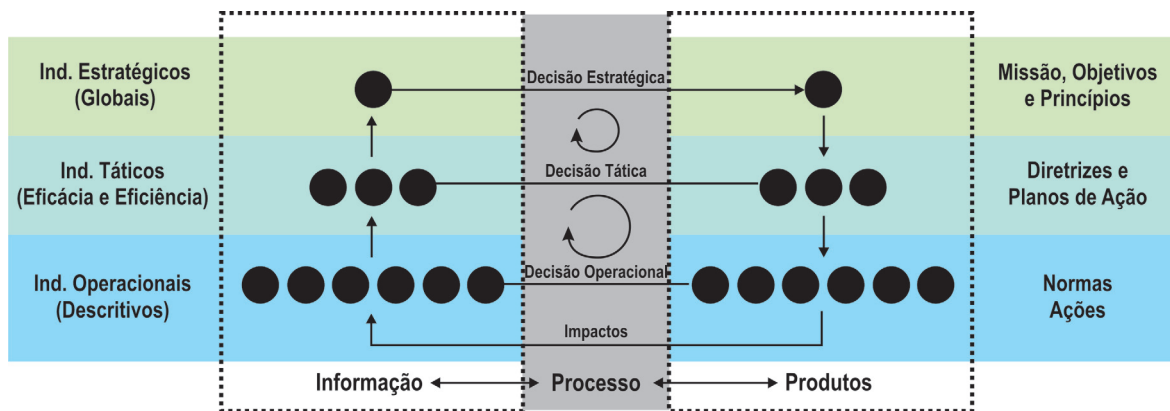 Ind. Estratégicos
(Globais)
Decisão Estratégica
Missão, Objetivos
e Princípios
Ind. Táticos
(Eficácia e Eficiência)
Decisão Tática
Diretrizes e
Planos de Ação
Ind. Operacionais
(Descritivos)
Decisão Operacional
Normas
Ações
Impactos
Informação
Processo
Produtos